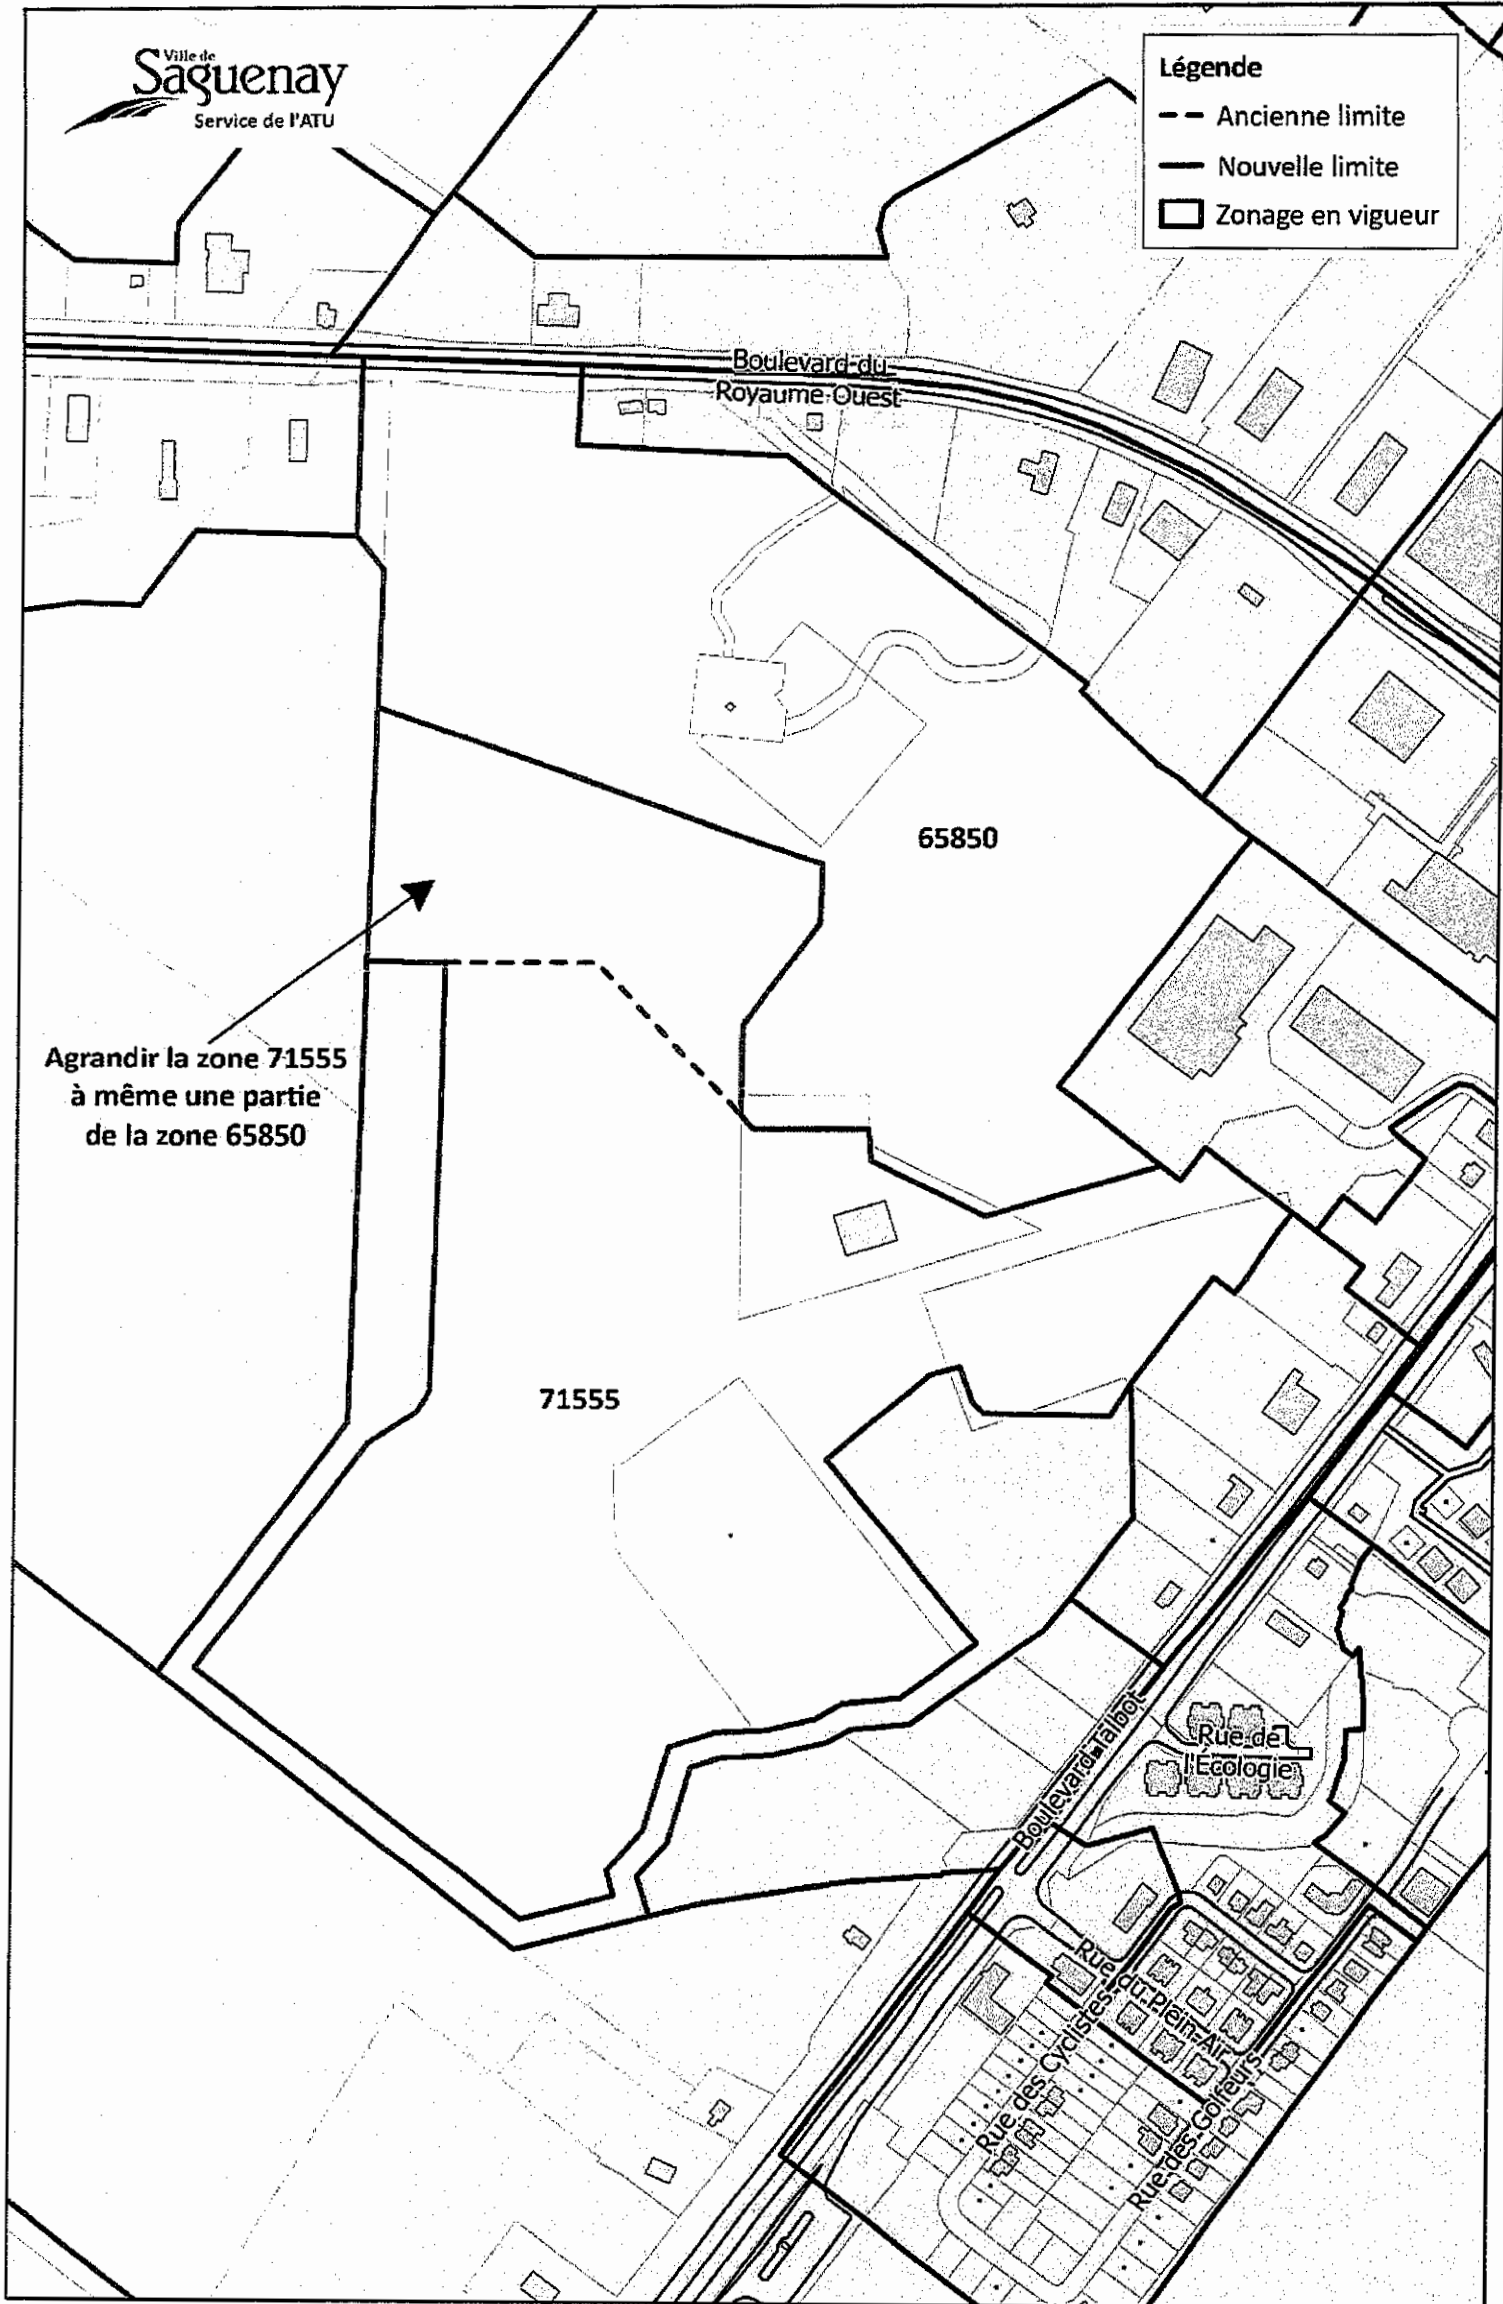 Ville de
Saguenay
Service de l'ATU
Légende
Ancienne limite
Nouvelle limite
Zonage en vigueur
Boulevard du
Royaume Ouest
65850
Agrandir la zone 71555
à même une partie
de la zone 65850
71555
Boulevard Talbot
Rue de
l'Écologie
Rue du Plein-Air
Rue des Cyclistes
Rue des Golfeurs